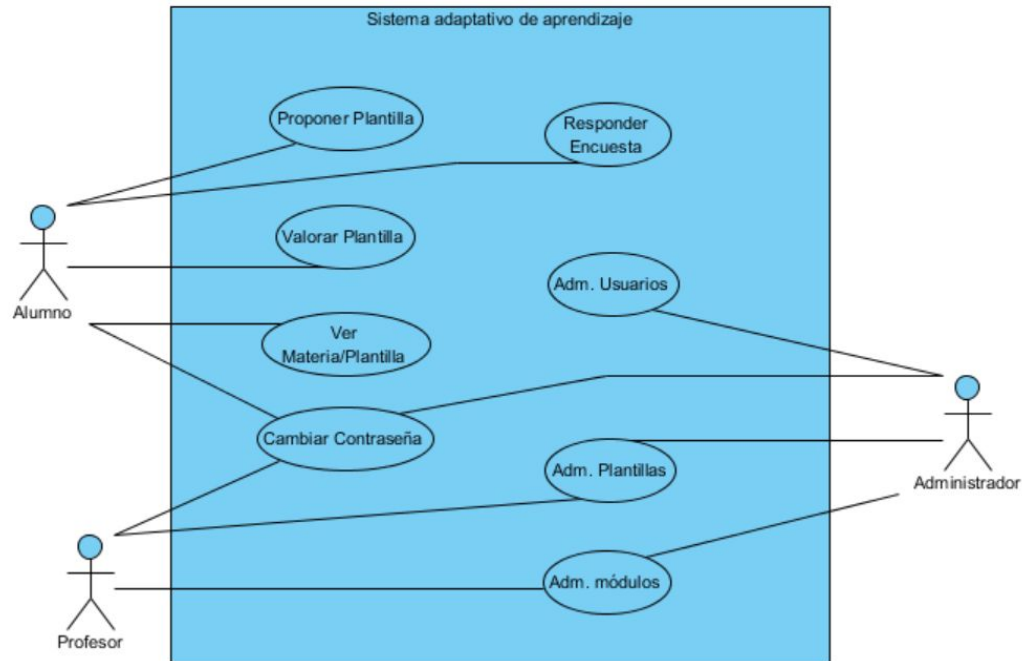 Sistema adaptativo de aprendizaje
Proponer Plantilla
Responder
Encuesta
Valorar Plantilla
Adm. Usuarios
Alumno
Ver
Materia/Plantilla
Cambiar Contraseña
Adm. Plantillas
Administrador
Adm. módulos
Profesor